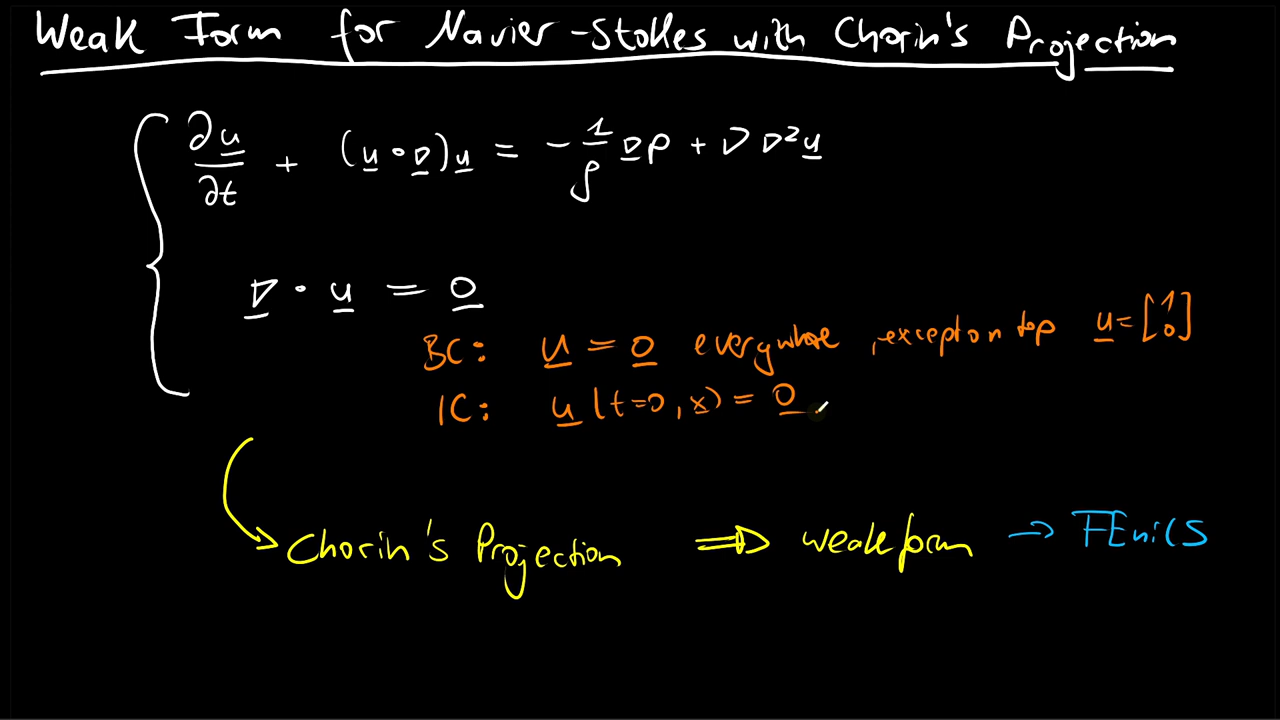 Weak Form for Navier-Stokes with Chorin's Projection
∂u/∂t + (u • ∇)u = - 1/ρ ∇p + ν ∇² u
∇ • u = 0
BC: u = 0 everywhere, except on top u = [1 0]
IC: u (t=0, x) = 0
Chorin's Projection ⇒ weak form → FEniCS